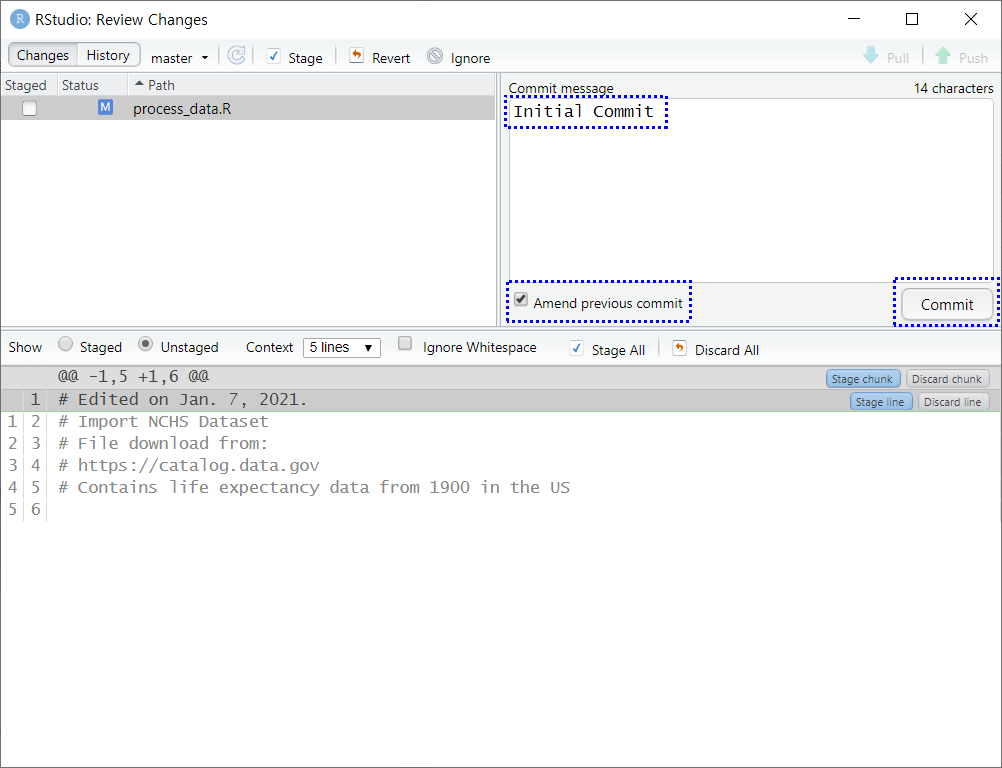 R RStudio: Review Changes
Changes History master Stage Revert Ignore Pull Push
Staged Status Path
M process_data.R
Commit message 14 characters
Initial Commit
Amend previous commit Commit
Show Staged Unstaged Context 5 lines Ignore Whitespace Stage All Discard All
@@ -1,5 +1,6 @@ Stage chunk Discard chunk
1 # Edited on Jan. 7, 2021. Stage line Discard line
1 2 # Import NCHS Dataset
2 3 # File download from:
3 4 # https://catalog.data.gov
4 5 # Contains life expectancy data from 1900 in the US
5 6